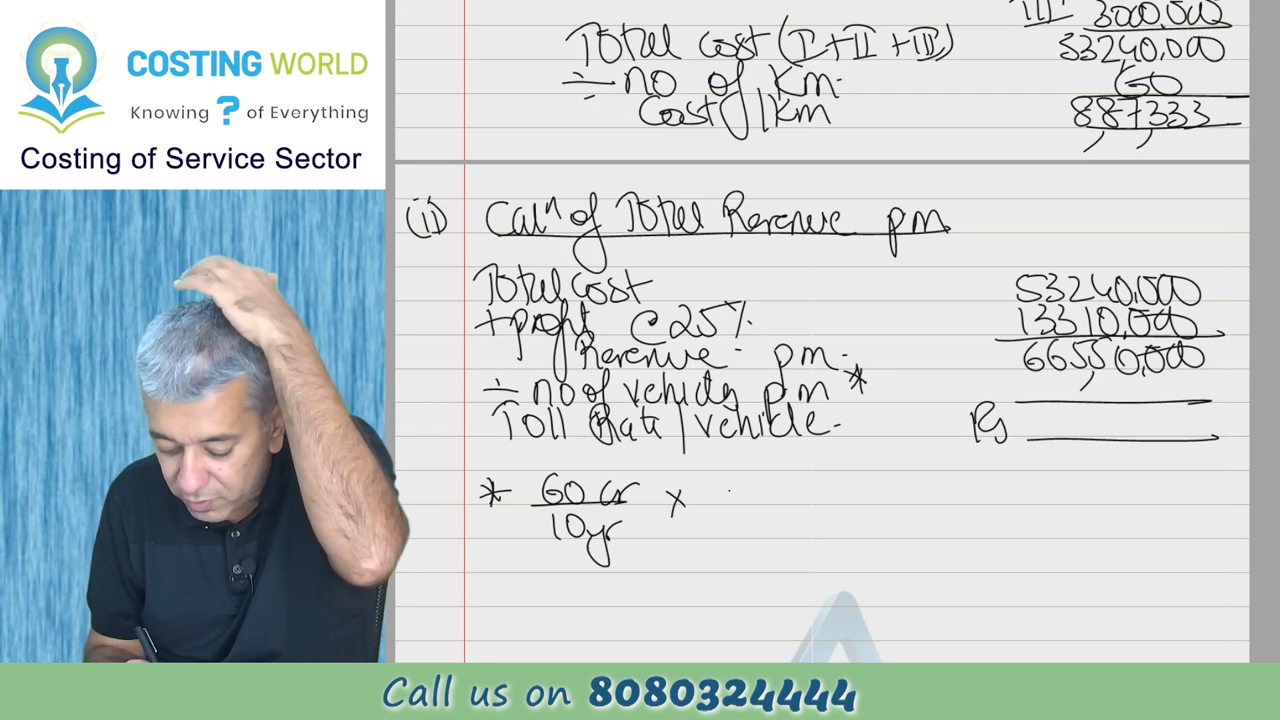 COSTING WORLD
Knowing ? of Everything
Costing of Service Sector
III 3000,000
Total cost (I + II + III) 53240,000
÷ no of Km. 60
Cost / km 887333
(ii) Calⁿ of Total Revenue pm
Total Cost 53240,000
+ profit @ 25% 13310,000
Revenue pm. 66550,000
÷ no of vehicles pm *
Toll Rate / vehicle. Rs
* 60 cr ×
10 yr
Call us on 8080324444